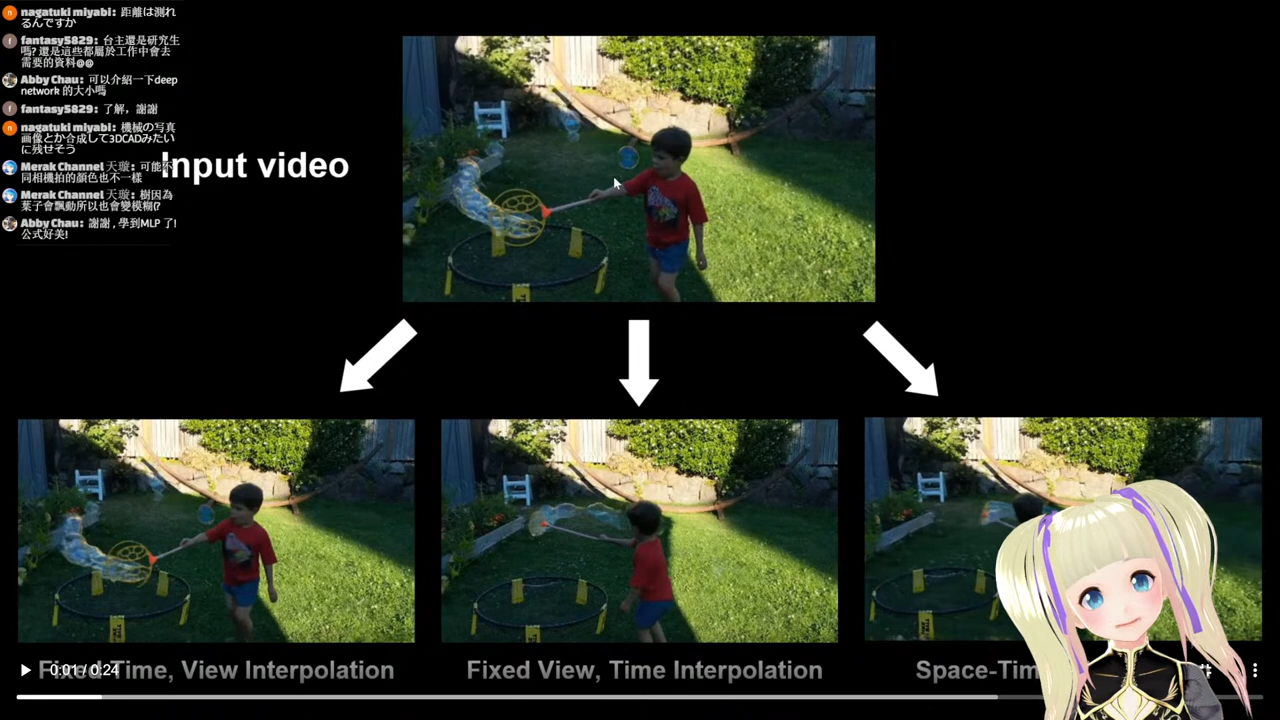 nagatuki miyabi: 距離は測れ
るんですか
fantasy5829: 台主還是研究生
嗎? 還是這些都屬於工作中會去
需要的資料@@
Abby Chau: 可以介紹一下deep
network 的大小嗎
fantasy5829: 了解，謝謝
nagatuki miyabi: 機械の写真
画像とか合成して3DCADみたい
に残せそう
Merak Channel 天璇: 可能不
同相機拍的顏色也不一樣
Merak Channel 天璇: 樹因為
葉子會飄動所以也會變模糊?
Abby Chau: 謝謝 , 學到MLP 了!
公式好美!
Input video
Fixed Time, View Interpolation
Fixed View, Time Interpolation
Space-Tim
0:01 / 0:24